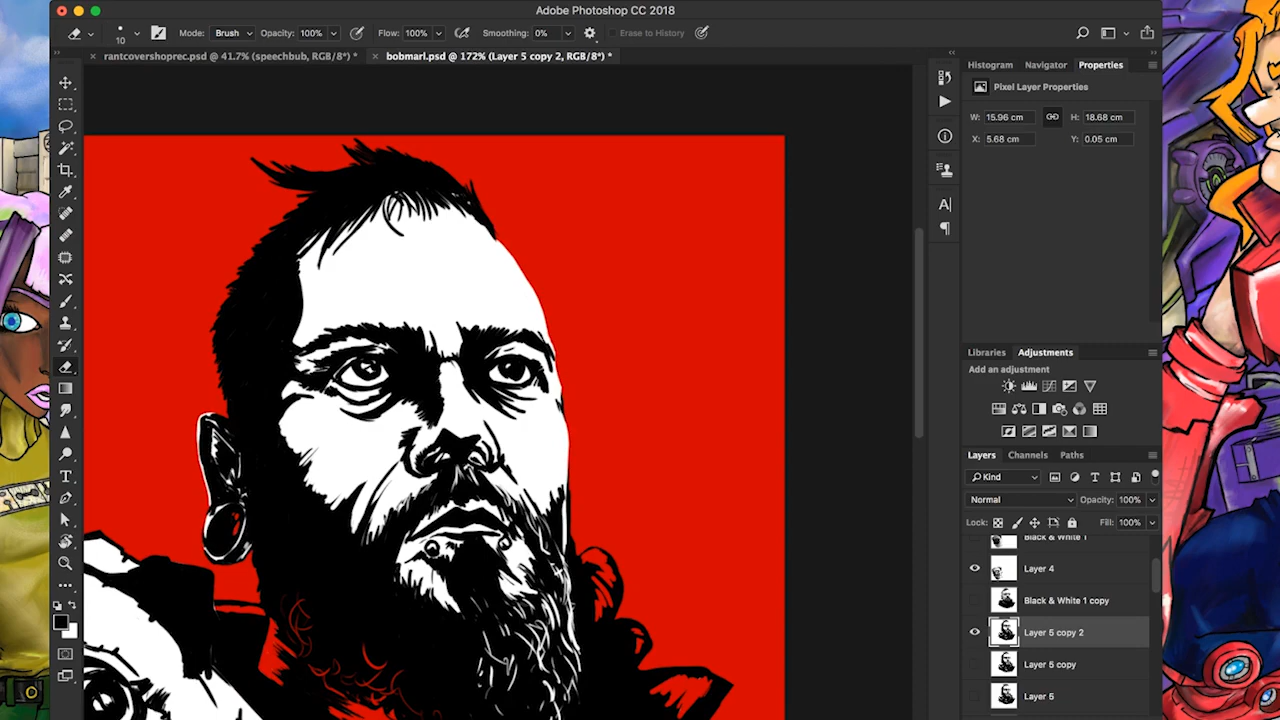 Adobe Photoshop CC 2018
10 Mode: Brush Opacity: 100% Flow: 100% Smoothing: 0% Erase to History
rantcovershoprec.psd @ 41.7% (speechbub, RGB/8*) * bobmarl.psd @ 172% (Layer 5 copy 2, RGB/8*) *
Histogram Navigator Properties
Pixel Layer Properties
W: 15.96 cm H: 18.68 cm
X: 5.68 cm Y: 0.05 cm
Libraries Adjustments
Add an adjustment
Layers Channels Paths
Kind
Normal Opacity: 100%
Lock: Fill: 100%
Black & White 1
Layer 4
Black & White 1 copy
Layer 5 copy 2
Layer 5 copy
Layer 5